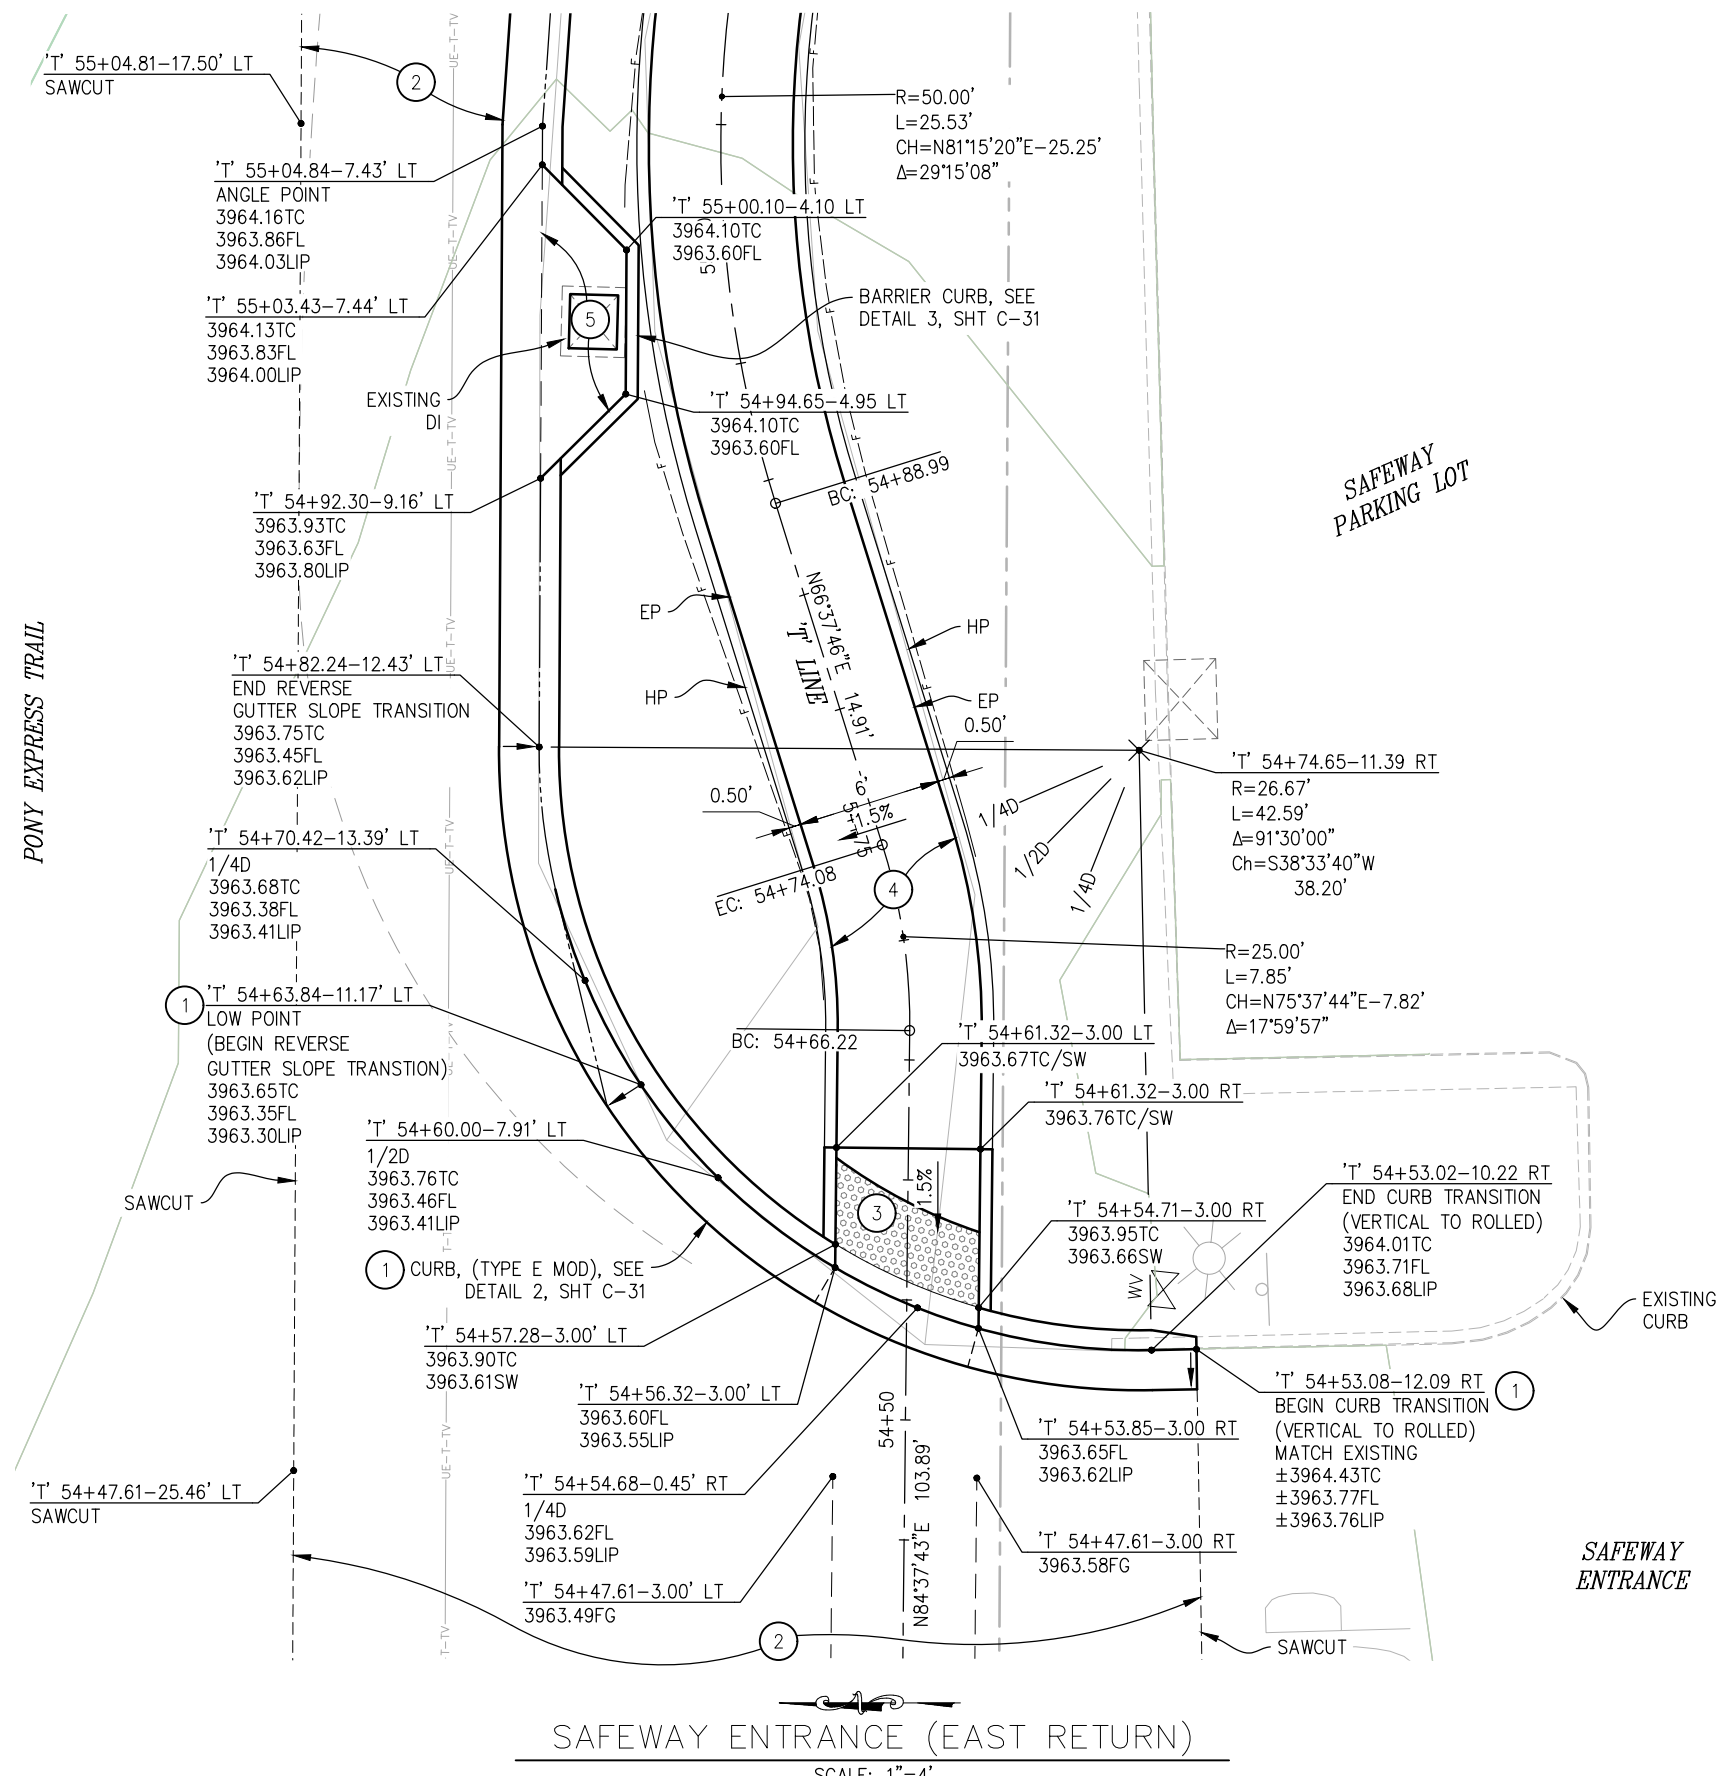 'T' 55+04.81-17.50' LT
SAWCUT
2
R=50.00'
L=25.53'
CH=N81°15'20"E-25.25'
Δ=29°15'08"
'T' 55+04.84-7.43' LT
ANGLE POINT
3964.16TC
3963.86FL
3964.03LIP
'T' 55+00.10-4.10 LT
3964.10TC
3963.60FL
'T' 55+03.43-7.44' LT
3964.13TC
3963.83FL
3964.00LIP
BARRIER CURB, SEE
DETAIL 3, SHT C-31
5
EXISTING
DI
'T' 54+94.65-4.95 LT
3964.10TC
3963.60FL
BC: 54+88.99
SAFEWAY
PARKING LOT
'T' 54+92.30-9.16' LT
3963.93TC
3963.63FL
3963.80LIP
EP
HP
N66°37'46"E 14.91'
'T' LINE
PONY EXPRESS TRAIL
'T' 54+82.24-12.43' LT
END REVERSE
GUTTER SLOPE TRANSITION
3963.75TC
3963.45FL
3963.62LIP
HP
EP
0.50'
'T' 54+74.65-11.39 RT
R=26.67'
L=42.59'
Δ=91°30'00"
Ch=S38°33'40"W
38.20'
0.50'
6'
1.5%
1/4D
1/2D
1/4D
'T' 54+70.42-13.39' LT
1/4D
3963.68TC
3963.38FL
3963.41LIP
EC: 54+74.08
4
R=25.00'
L=7.85'
CH=N75°37'44"E-7.82'
Δ=17°59'57"
1
'T' 54+63.84-11.17' LT
LOW POINT
(BEGIN REVERSE
GUTTER SLOPE TRANSTION)
3963.65TC
3963.35FL
3963.30LIP
BC: 54+66.22
'T' 54+61.32-3.00 LT
3963.67TC/SW
'T' 54+61.32-3.00 RT
3963.76TC/SW
'T' 54+60.00-7.91' LT
1/2D
3963.76TC
3963.46FL
3963.41LIP
SAWCUT
1.5%
3
'T' 54+53.02-10.22 RT
END CURB TRANSITION
(VERTICAL TO ROLLED)
3964.01TC
3963.71FL
3963.68LIP
'T' 54+54.71-3.00 RT
3963.95TC
3963.66SW
WV
1 CURB, (TYPE E MOD), SEE
DETAIL 2, SHT C-31
EXISTING
CURB
'T' 54+57.28-3.00' LT
3963.90TC
3963.61SW
'T' 54+56.32-3.00' LT
3963.60FL
3963.55LIP
54+50
'T' 54+53.85-3.00 RT
3963.65FL
3963.62LIP
'T' 54+53.08-12.09 RT 1
BEGIN CURB TRANSITION
(VERTICAL TO ROLLED)
MATCH EXISTING
±3964.43TC
±3963.77FL
±3963.76LIP
'T' 54+47.61-25.46' LT
SAWCUT
'T' 54+54.68-0.45' RT
1/4D
3963.62FL
3963.59LIP
N84°37'43"E 103.89'
'T' 54+47.61-3.00 RT
3963.58FG
'T' 54+47.61-3.00' LT
3963.49FG
SAFEWAY
ENTRANCE
2
SAWCUT
SAFEWAY ENTRANCE (EAST RETURN)
SCALE: 1"=4'